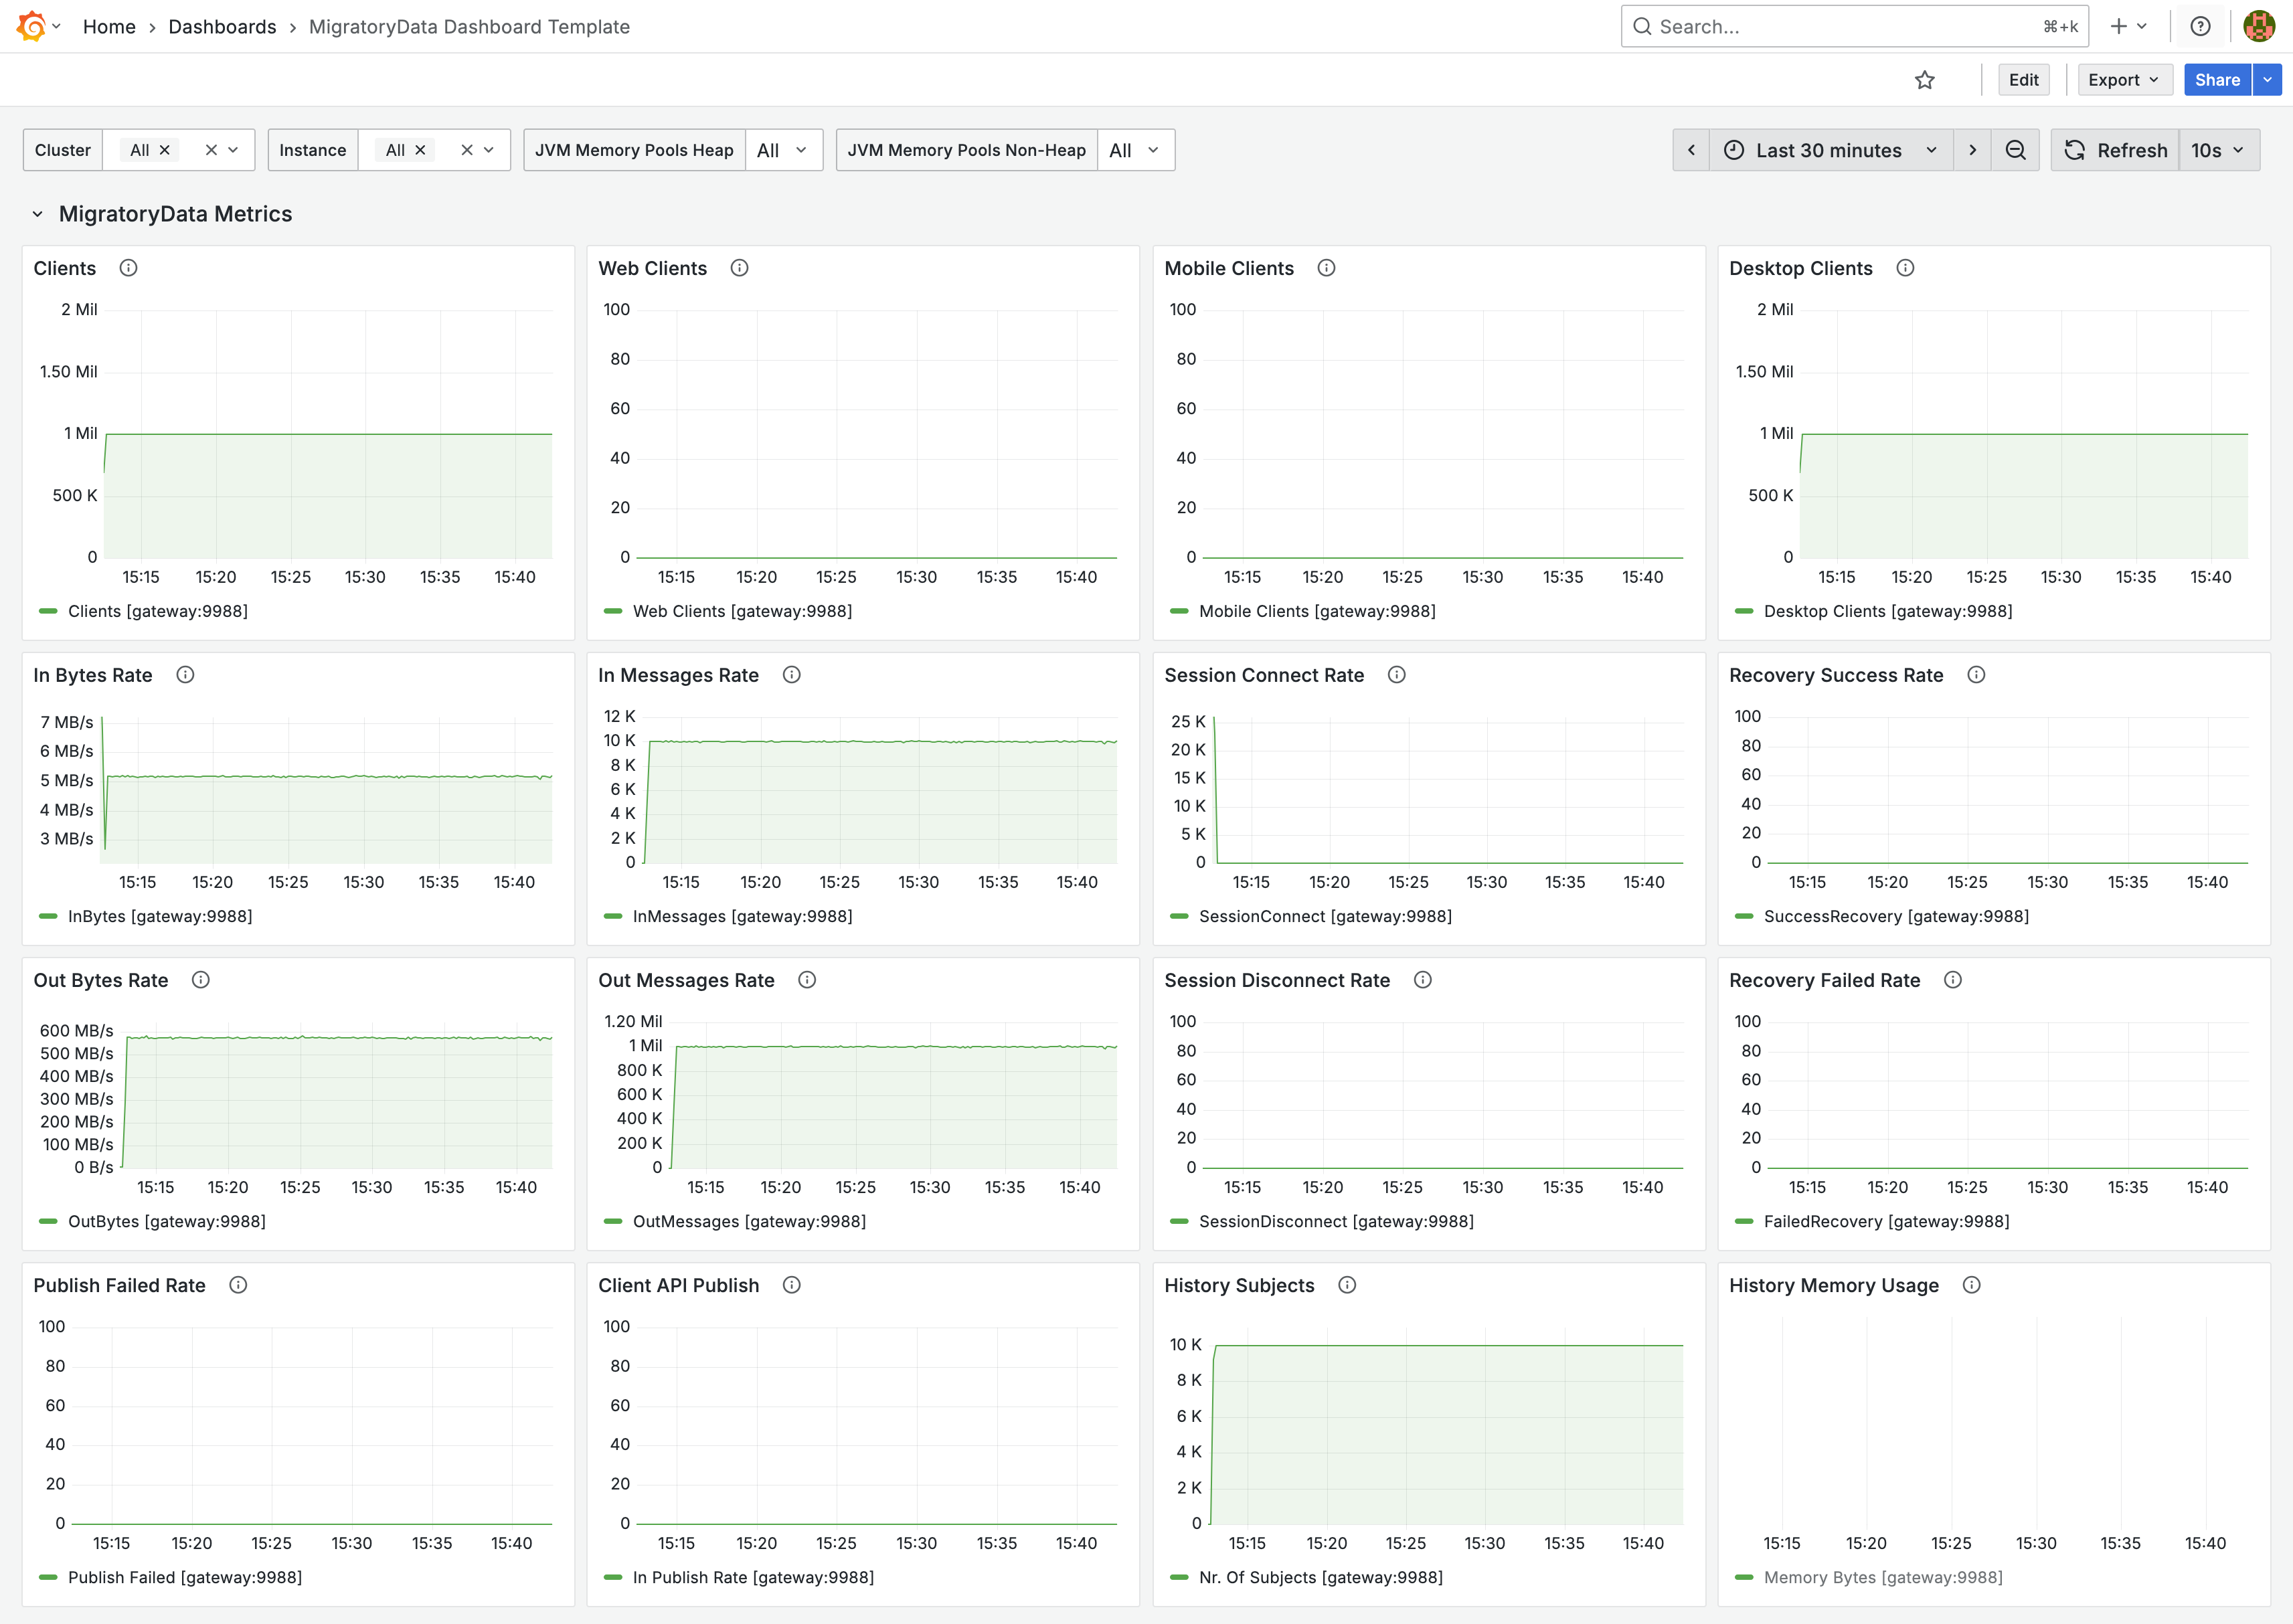 Home › Dashboards › MigratoryData Dashboard Template
Search... ⌘+k
Edit Export Share
Cluster All Instance All JVM Memory Pools Heap All JVM Memory Pools Non-Heap All Last 30 minutes Refresh 10s
MigratoryData Metrics
Clients
2 Mil
1.50 Mil
1 Mil
500 K
0
15:15 15:20 15:25 15:30 15:35 15:40
Clients [gateway:9988]
Web Clients
100
80
60
40
20
0
15:15 15:20 15:25 15:30 15:35 15:40
Web Clients [gateway:9988]
Mobile Clients
100
80
60
40
20
0
15:15 15:20 15:25 15:30 15:35 15:40
Mobile Clients [gateway:9988]
Desktop Clients
2 Mil
1.50 Mil
1 Mil
500 K
0
15:15 15:20 15:25 15:30 15:35 15:40
Desktop Clients [gateway:9988]
In Bytes Rate
7 MB/s
6 MB/s
5 MB/s
4 MB/s
3 MB/s
15:15 15:20 15:25 15:30 15:35 15:40
InBytes [gateway:9988]
In Messages Rate
12 K
10 K
8 K
6 K
4 K
2 K
0
15:15 15:20 15:25 15:30 15:35 15:40
InMessages [gateway:9988]
Session Connect Rate
25 K
20 K
15 K
10 K
5 K
0
15:15 15:20 15:25 15:30 15:35 15:40
SessionConnect [gateway:9988]
Recovery Success Rate
100
80
60
40
20
0
15:15 15:20 15:25 15:30 15:35 15:40
SuccessRecovery [gateway:9988]
Out Bytes Rate
600 MB/s
500 MB/s
400 MB/s
300 MB/s
200 MB/s
100 MB/s
0 B/s
15:15 15:20 15:25 15:30 15:35 15:40
OutBytes [gateway:9988]
Out Messages Rate
1.20 Mil
1 Mil
800 K
600 K
400 K
200 K
0
15:15 15:20 15:25 15:30 15:35 15:40
OutMessages [gateway:9988]
Session Disconnect Rate
100
80
60
40
20
0
15:15 15:20 15:25 15:30 15:35 15:40
SessionDisconnect [gateway:9988]
Recovery Failed Rate
100
80
60
40
20
0
15:15 15:20 15:25 15:30 15:35 15:40
FailedRecovery [gateway:9988]
Publish Failed Rate
100
80
60
40
20
0
15:15 15:20 15:25 15:30 15:35 15:40
Publish Failed [gateway:9988]
Client API Publish
100
80
60
40
20
0
15:15 15:20 15:25 15:30 15:35 15:40
In Publish Rate [gateway:9988]
History Subjects
10 K
8 K
6 K
4 K
2 K
0
15:15 15:20 15:25 15:30 15:35 15:40
Nr. Of Subjects [gateway:9988]
History Memory Usage
15:15 15:20 15:25 15:30 15:35 15:40
Memory Bytes [gateway:9988]